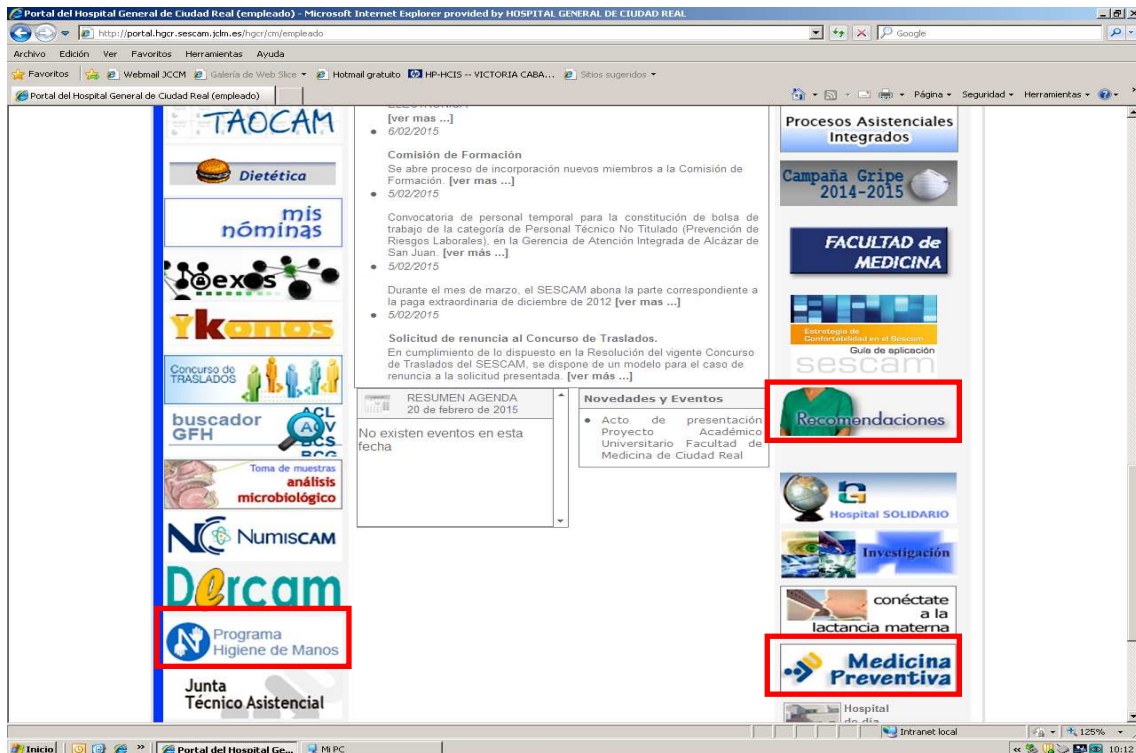 Portal del Hospital General de Ciudad Real (empleado) - Microsoft Internet Explorer provided by HOSPITAL GENERAL DE CIUDAD REAL
http://portal.hgcr.sescam.jclm.es/hgcr/cm/empleado
Google
Archivo Edición Ver Favoritos Herramientas Ayuda
Favoritos Webmail JCCM Galería de Web Slice Hotmail gratuito HP-HCIS -- VICTORIA CABA... Sitios sugeridos
Portal del Hospital General de Ciudad Real (empleado)
Página Seguridad Herramientas
TAOCAM
Dietética
mis
nóminas
exos
Ykonos
Concurso de
TRASLADOS
buscador
GFH
ACL
AQV
BCS
BCG
Toma de muestras
análisis
microbiológico
NC NUMISCAM
Dercam
Programa
Higiene de Manos
Junta
Técnico Asistencial
ELECTRÓNICA
[ver mas ...]
6/02/2015
Comisión de Formación
Se abre proceso de incorporación nuevos miembros a la Comisión de
Formación. [ver mas ...]
5/02/2015
Convocatoria de personal temporal para la constitución de bolsa de
trabajo de la categoría de Personal Técnico No Titulado (Prevención de
Riesgos Laborales), en la Gerencia de Atención Integrada de Alcázar de
San Juan. [ver más ...]
5/02/2015
Durante el mes de marzo, el SESCAM abona la parte correspondiente a
la paga extraordinaria de diciembre de 2012 [ver mas ...]
5/02/2015
Solicitud de renuncia al Concurso de Traslados.
En cumplimiento de lo dispuesto en la Resolución del vigente Concurso
de Traslados del SESCAM, se dispone de un modelo para el caso de
renuncia a la solicitud presentada. [ver más ...]
RESUMEN AGENDA
20 de febrero de 2015
No existen eventos en esta
fecha
Novedades y Eventos
Acto de presentación
Proyecto Académico
Universitario Facultad de
Medicina de Ciudad Real
Procesos Asistenciales
Integrados
Campaña Gripe
2014-2015
FACULTAD de
MEDICINA
Estrategia de
Confortabilidad en el Sescam
Guía de aplicación
sescam
Recomendaciones
Hospital SOLIDARIO
Investigación
conéctate
a la
lactancia materna
Medicina
Preventiva
Hospital
de dia
Intranet local
125%
Inicio
Portal del Hospital Ge...
Mi PC
10:12